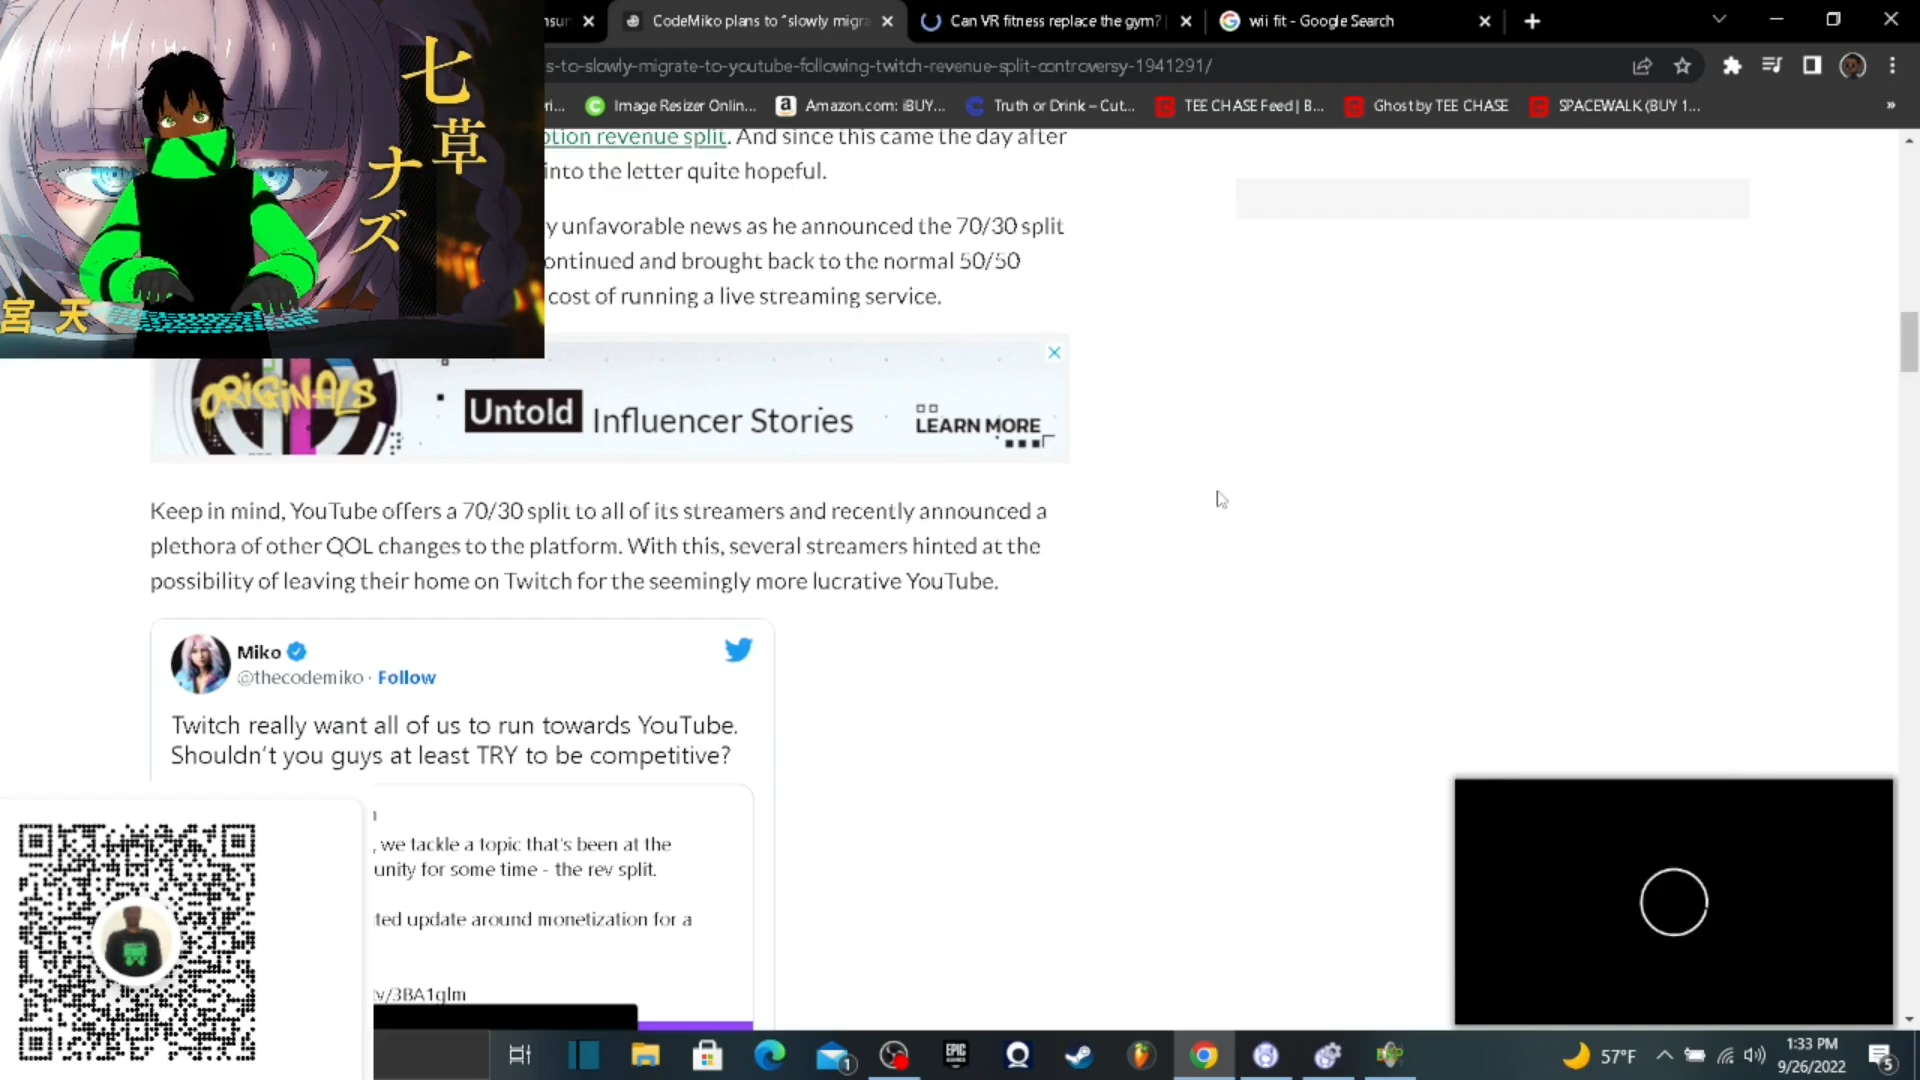 七草
ナズ
宮 天
nsur
CodeMiko plans to "slowly migra
Can VR fitness replace the gym? |
wii fit - Google Search
s-to-slowly-migrate-to-youtube-following-twitch-revenue-split-controversy-1941291/
ri...
Image Resizer Onlin...
Amazon.com: iBUY...
Truth or Drink – Cut...
TEE CHASE Feed | B...
Ghost by TEE CHASE
SPACEWALK (BUY 1...
»
ption revenue split. And since this came the day after
into the letter quite hopeful.
y unfavorable news as he announced the 70/30 split
ontinued and brought back to the normal 50/50
cost of running a live streaming service.
ORIGINALS
Untold Influencer Stories
LEARN MORE
Keep in mind, YouTube offers a 70/30 split to all of its streamers and recently announced a
plethora of other QOL changes to the platform. With this, several streamers hinted at the
possibility of leaving their home on Twitch for the seemingly more lucrative YouTube.
Miko
@thecodemiko · Follow
Twitch really want all of us to run towards YouTube.
Shouldn't you guys at least TRY to be competitive?
, we tackle a topic that's been at the
unity for some time - the rev split.
ted update around monetization for a
v/3BA1glm
1
EPIC GAMES
57°F
1:33 PM
9/26/2022
5